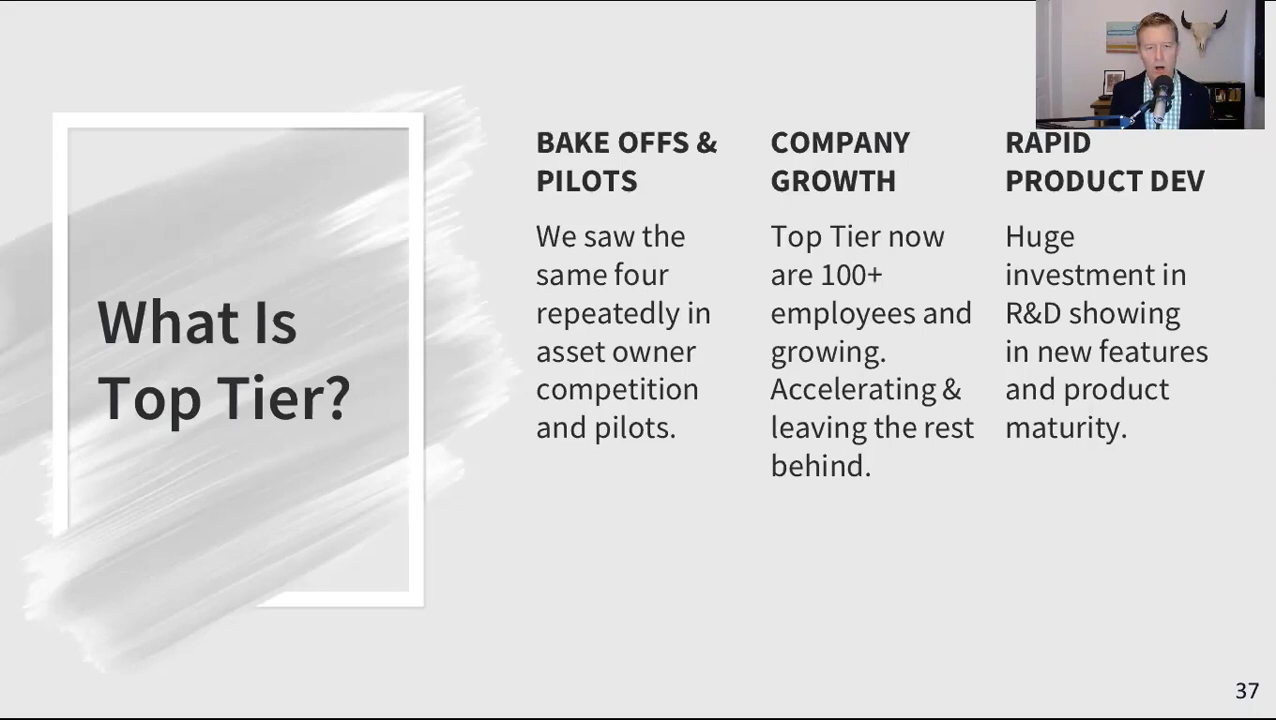 What Is
Top Tier?
BAKE OFFS &
PILOTS
We saw the
same four
repeatedly in
asset owner
competition
and pilots.
COMPANY
GROWTH
Top Tier now
are 100+
employees and
growing.
Accelerating &
leaving the rest
behind.
RAPID
PRODUCT DEV
Huge
investment in
R&D showing
in new features
and product
maturity.
37